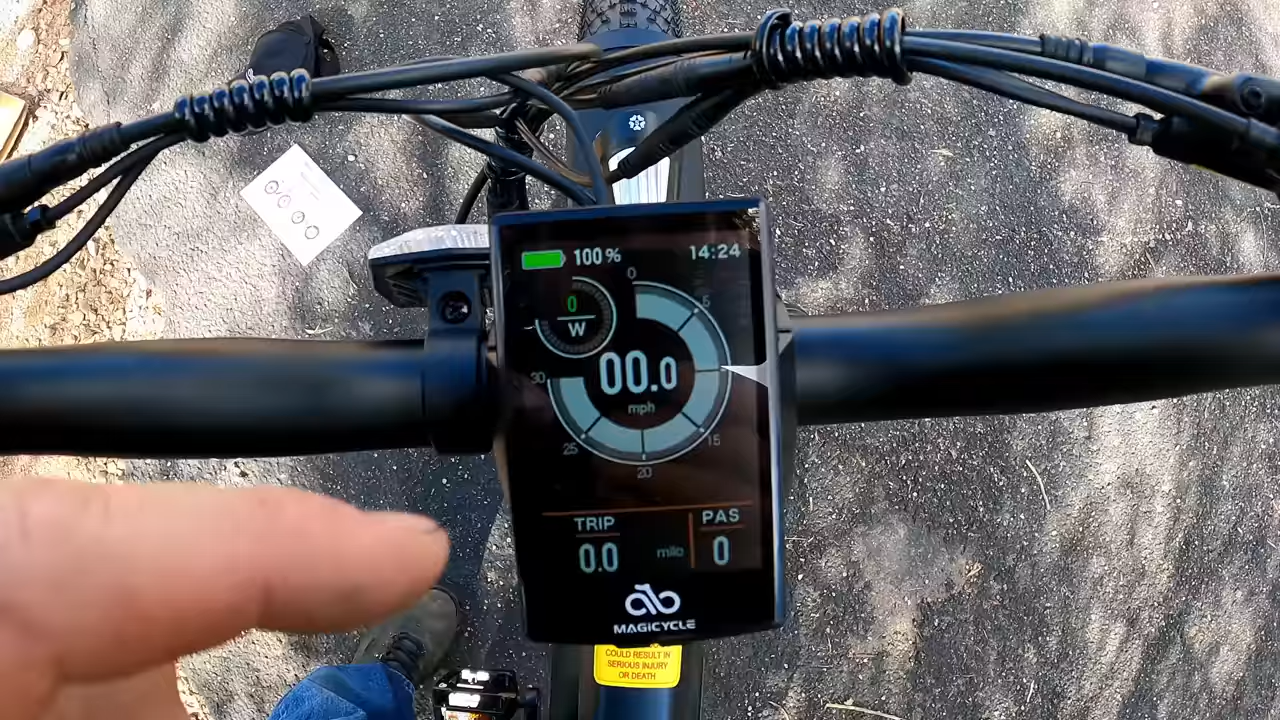 100%
14:24
0
5
0
W
00.0
30
mph
15
25
20
TRIP
PAS
0.0
mile
0
MAGICYCLE
COULD RESULT IN
SERIOUS INJURY
OR DEATH